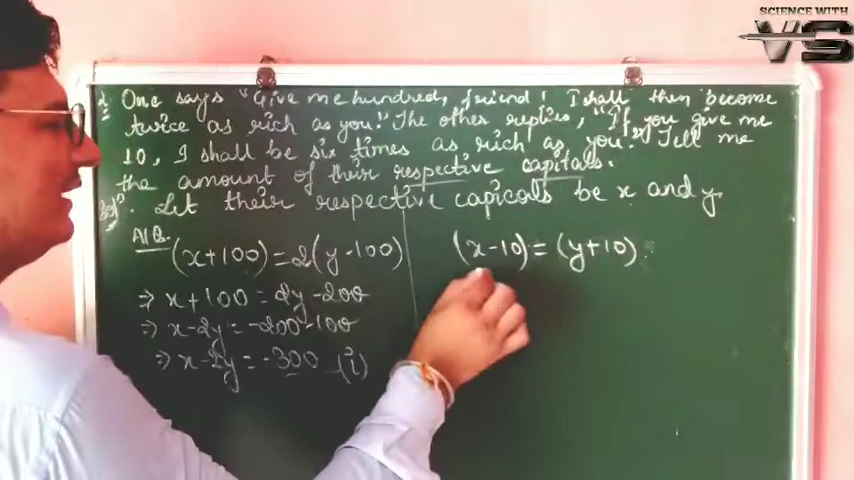 SCIENCE WITH
VS
2. One says "Give me hundred, friend! I shall then become
twice as rich as you." The other replies, "If you give me
10, I shall be six times as rich as you." Tell me
the amount of their respective capitals.
Solⁿ. Let their respective capicals be x and y.
A/Q.
(x+100)=2(y-100)
⇒ x+100 = 2y-200
⇒ x-2y = -200-100
⇒ x-2y = -300 —(i)
(x-10)=(y+10)